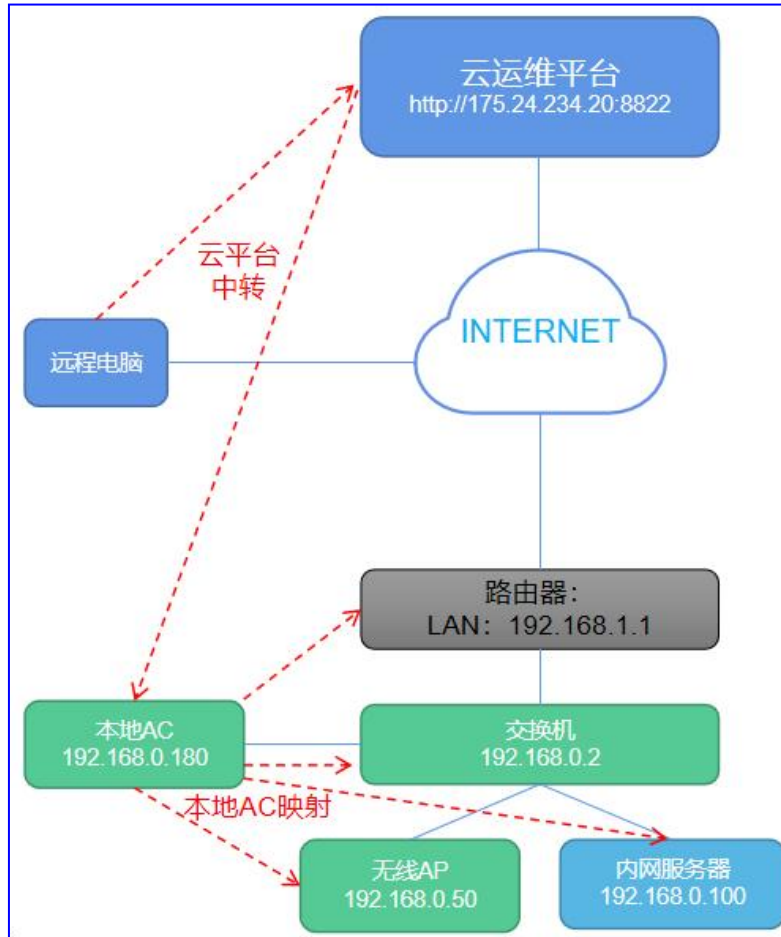 云运维平台
http://175.24.234.20:8822
云平台
中转
INTERNET
远程电脑
路由器：
LAN：192.168.1.1
本地AC
192.168.0.180
交换机
192.168.0.2
本地AC映射
无线AP
192.168.0.50
内网服务器
192.168.0.100